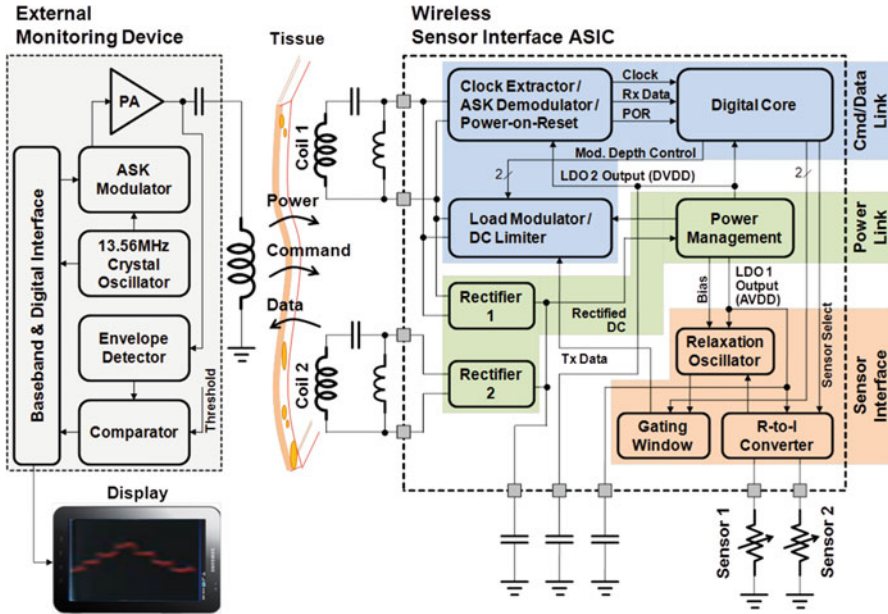 External
Monitoring Device
Tissue
Wireless
Sensor Interface ASIC
PA
ASK
Modulator
13.56MHz
Crystal
Oscillator
Envelope
Detector
Comparator
Baseband & Digital Interface
Threshold
Display
Power
Command
Data
Coil 1
Coil 2
Clock Extractor/
ASK Demodulator/
Power-on-Reset
Clock
Rx Data
POR
Digital Core
Cmd/Data
Link
Mod. Depth Control
2
LDO 2 Output (DVDD)
2
Load Modulator/
DC Limiter
Power
Management
Power
Link
Rectifier
1
Rectified
DC
Bias
LDO 1
Output
(AVDD)
Sensor Select
Rectifier
2
Tx Data
Relaxation
Oscillator
Sensor
Interface
Gating
Window
R-to-I
Converter
Sensor 1
Sensor 2